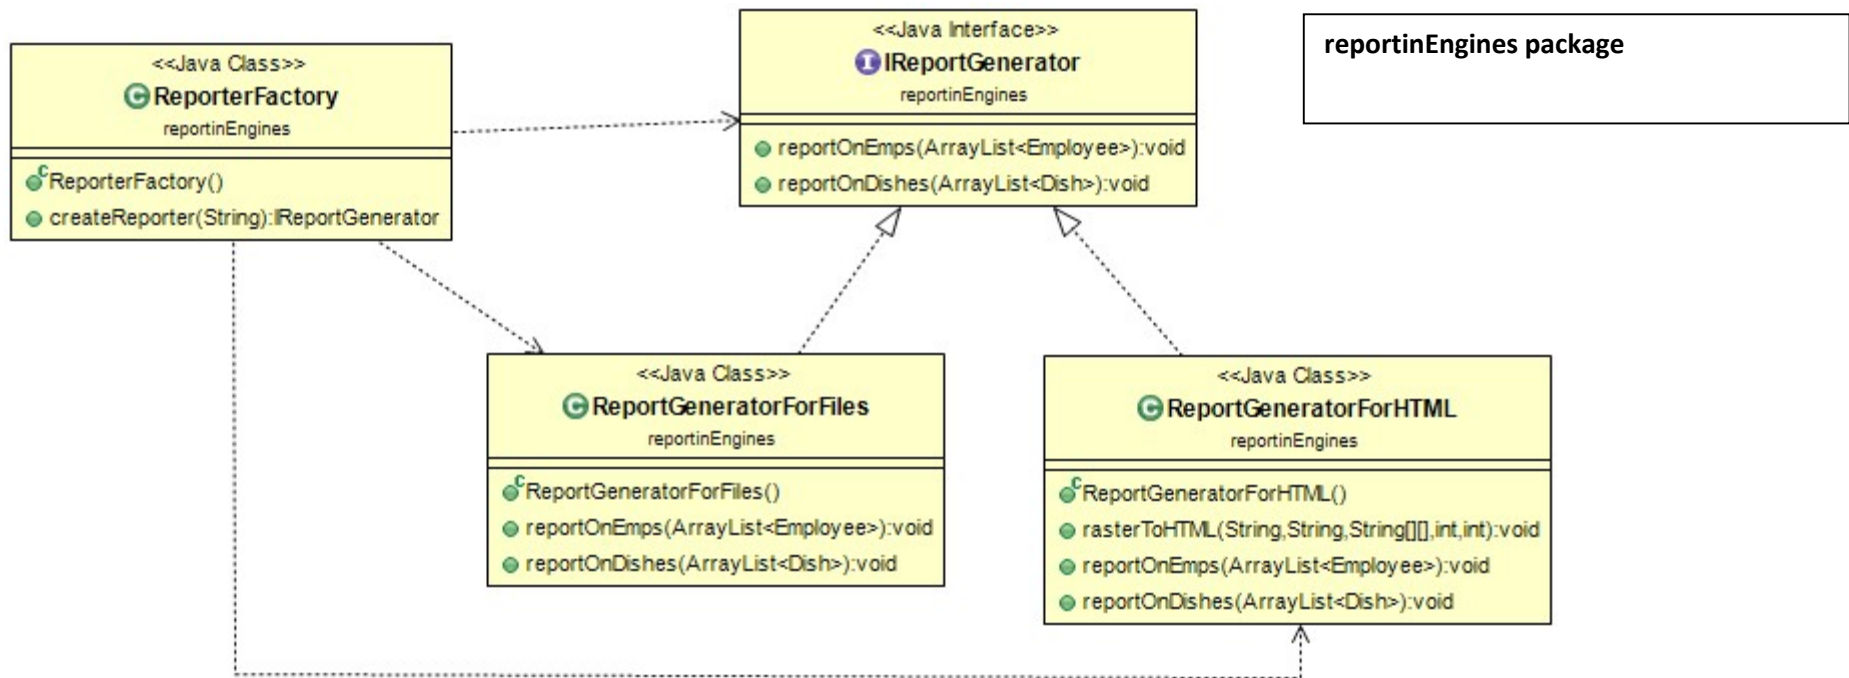 <<Java Class>>
ReporterFactory
reportinEngines
ReporterFactory()
createReporter(String):IReportGenerator
<<Java Interface>>
IReportGenerator
reportinEngines
reportOnEmps(ArrayList<Employee>):void
reportOnDishes(ArrayList<Dish>):void
reportinEngines package
<<Java Class>>
ReportGeneratorForFiles
reportinEngines
ReportGeneratorForFiles()
reportOnEmps(ArrayList<Employee>):void
reportOnDishes(ArrayList<Dish>):void
<<Java Class>>
ReportGeneratorForHTML
reportinEngines
ReportGeneratorForHTML()
rasterToHTML(String,String,String[][],int,int):void
reportOnEmps(ArrayList<Employee>):void
reportOnDishes(ArrayList<Dish>):void